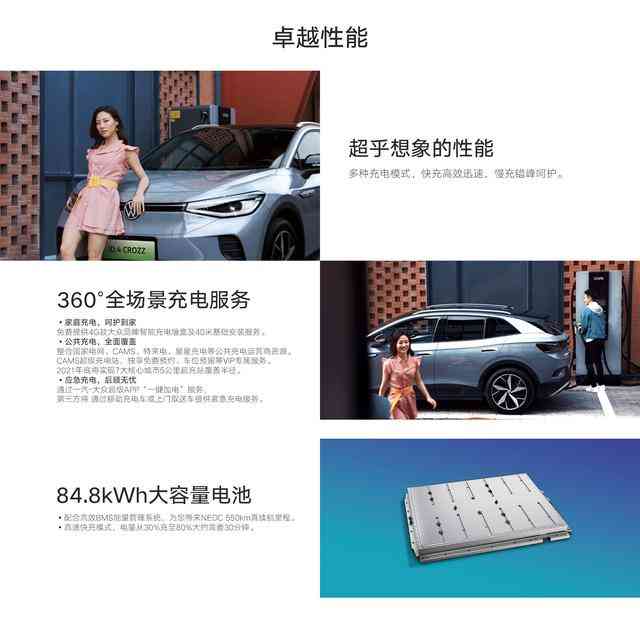 卓越性能
超乎想象的性能
多种充电模式，快充高效迅速，慢充错峰呵护。
ID.4 CROZZ
360°全场景充电服务
• 家庭充电，呵护到家
免费提供4G款大众品牌智能充电墙盒及40米基础安装服务。
• 公共充电，全面覆盖
整合国家电网、CAMS、特来电、星星充电等公共充电运营商资源。
CAMS超级充电站，独享免费预约、车位预留等VIP专属服务。
2021年底将实现7大核心城市5公里超充站覆盖半径。
• 应急充电，后顾无忧
通过一汽-大众超级APP“一键加电”服务，
第三方将 通过移动充电车或上门取送车提供紧急充电服务。
84.8kWh大容量电池
• 配合高效BMS能量管理系统，为您带来NEDC 550km真续航里程。
• 高速快充模式，电量从30%充至80%大约需要30分钟。